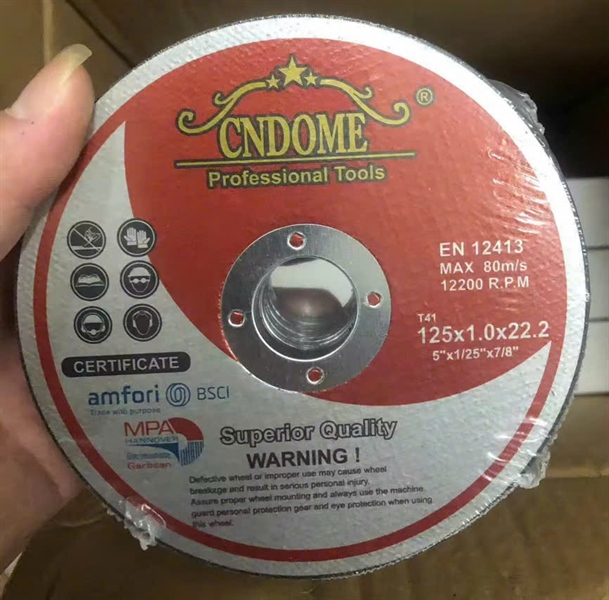 CNDOME ®
Professional Tools
EN 12413
MAX 80m/s
12200 R.P.M
T41
125x1.0x22.2
5"x1/25"x7/8"
CERTIFICATE
amfori BSCI
Trade with purpose
MPA
HANNOVER
Superior Quality
WARNING !
Defective wheel or improper use may cause wheel
breakage and result in serious personal injury.
Assure proper wheel mounting and always use the machine
guard personal protection gear and eye protection when using
this wheel.